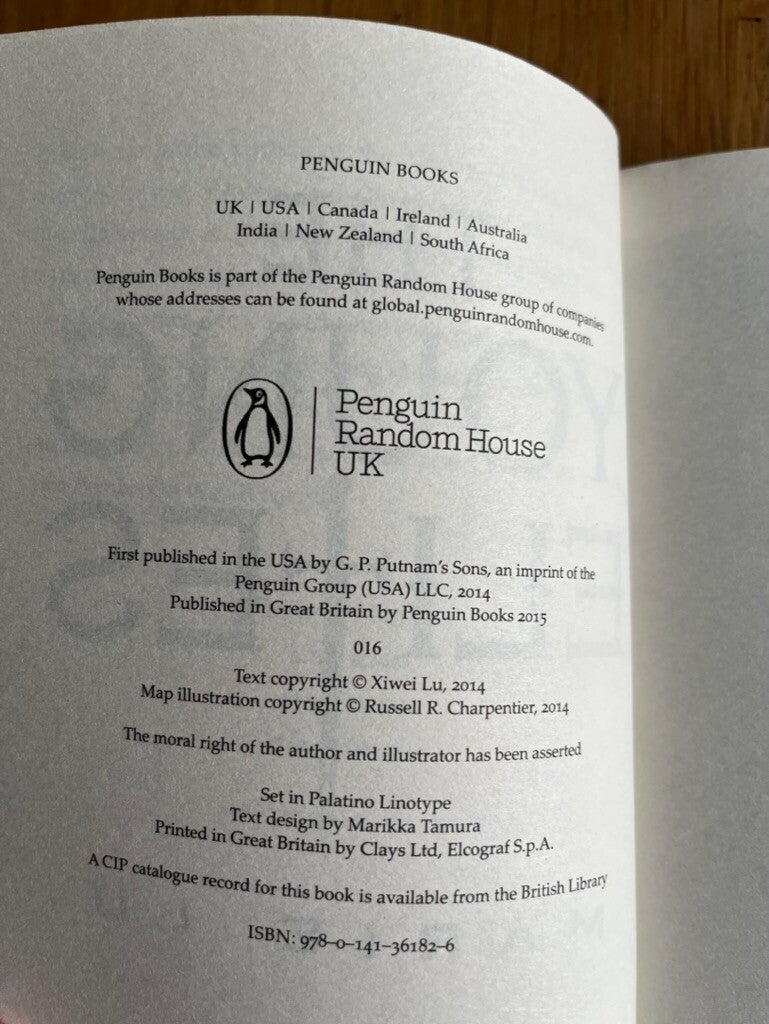 PENGUIN BOOKS
UK | USA | Canada | Ireland | Australia
India | New Zealand | South Africa
Penguin Books is part of the Penguin Random House group of companies
whose addresses can be found at global.penguinrandomhouse.com.
Penguin
Random House
UK
First published in the USA by G. P. Putnam's Sons, an imprint of the
Penguin Group (USA) LLC, 2014
Published in Great Britain by Penguin Books 2015
016
Text copyright © Xiwei Lu, 2014
Map illustration copyright © Russell R. Charpentier, 2014
The moral right of the author and illustrator has been asserted
Set in Palatino Linotype
Text design by Marikka Tamura
Printed in Great Britain by Clays Ltd, Elcograf S.p.A.
A CIP catalogue record for this book is available from the British Library
ISBN: 978–0–141–36182–6